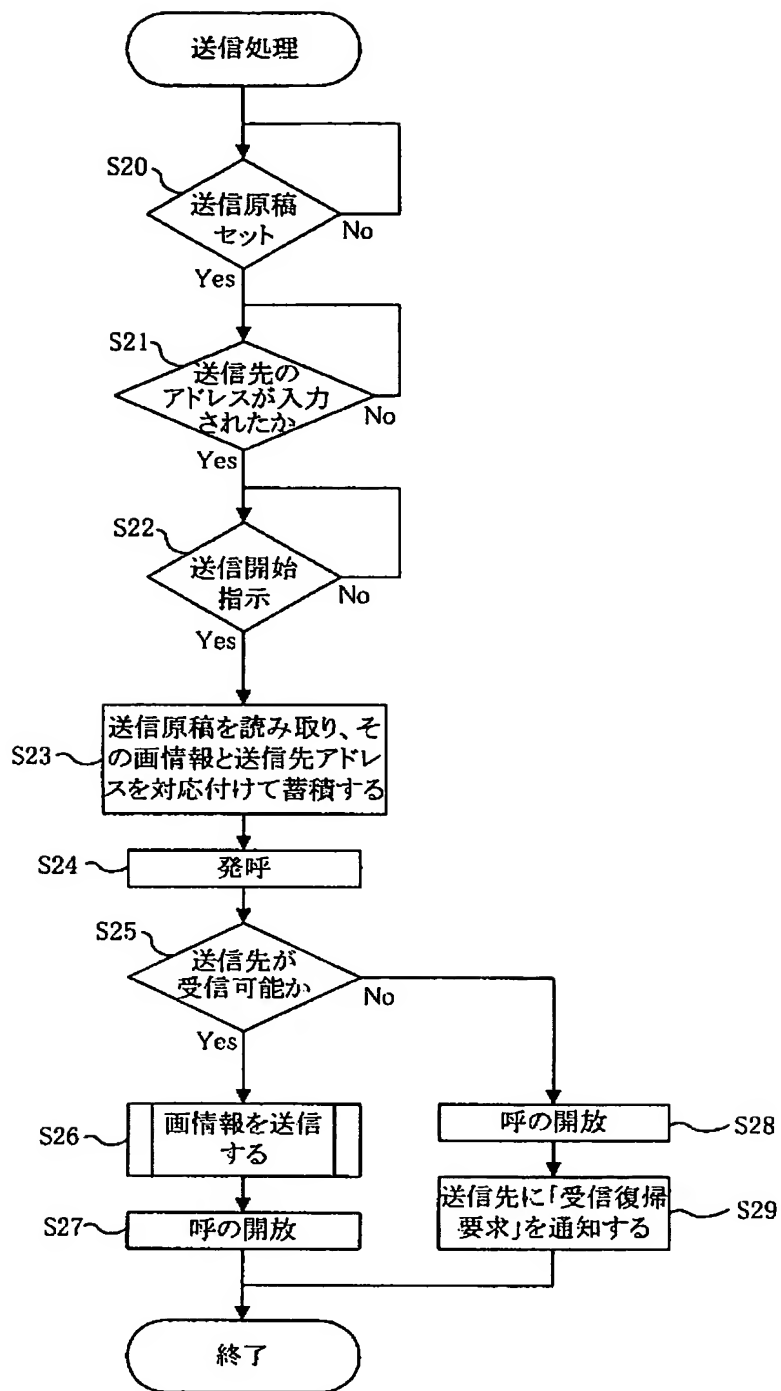 送信処理
S20
送信原稿
セット
No
Yes
S21
送信先の
アドレスが入力
されたか
No
Yes
S22
送信開始
指示
No
Yes
S23
送信原稿を読み取り、そ
の画情報と送信先アドレ
スを対応付けて蓄積する
S24
発呼
S25
送信先が
受信可能か
No
Yes
S26
画情報を送信
する
S27
呼の開放
呼の開放
S28
送信先に「受信復帰
要求」を通知する
S29
終了